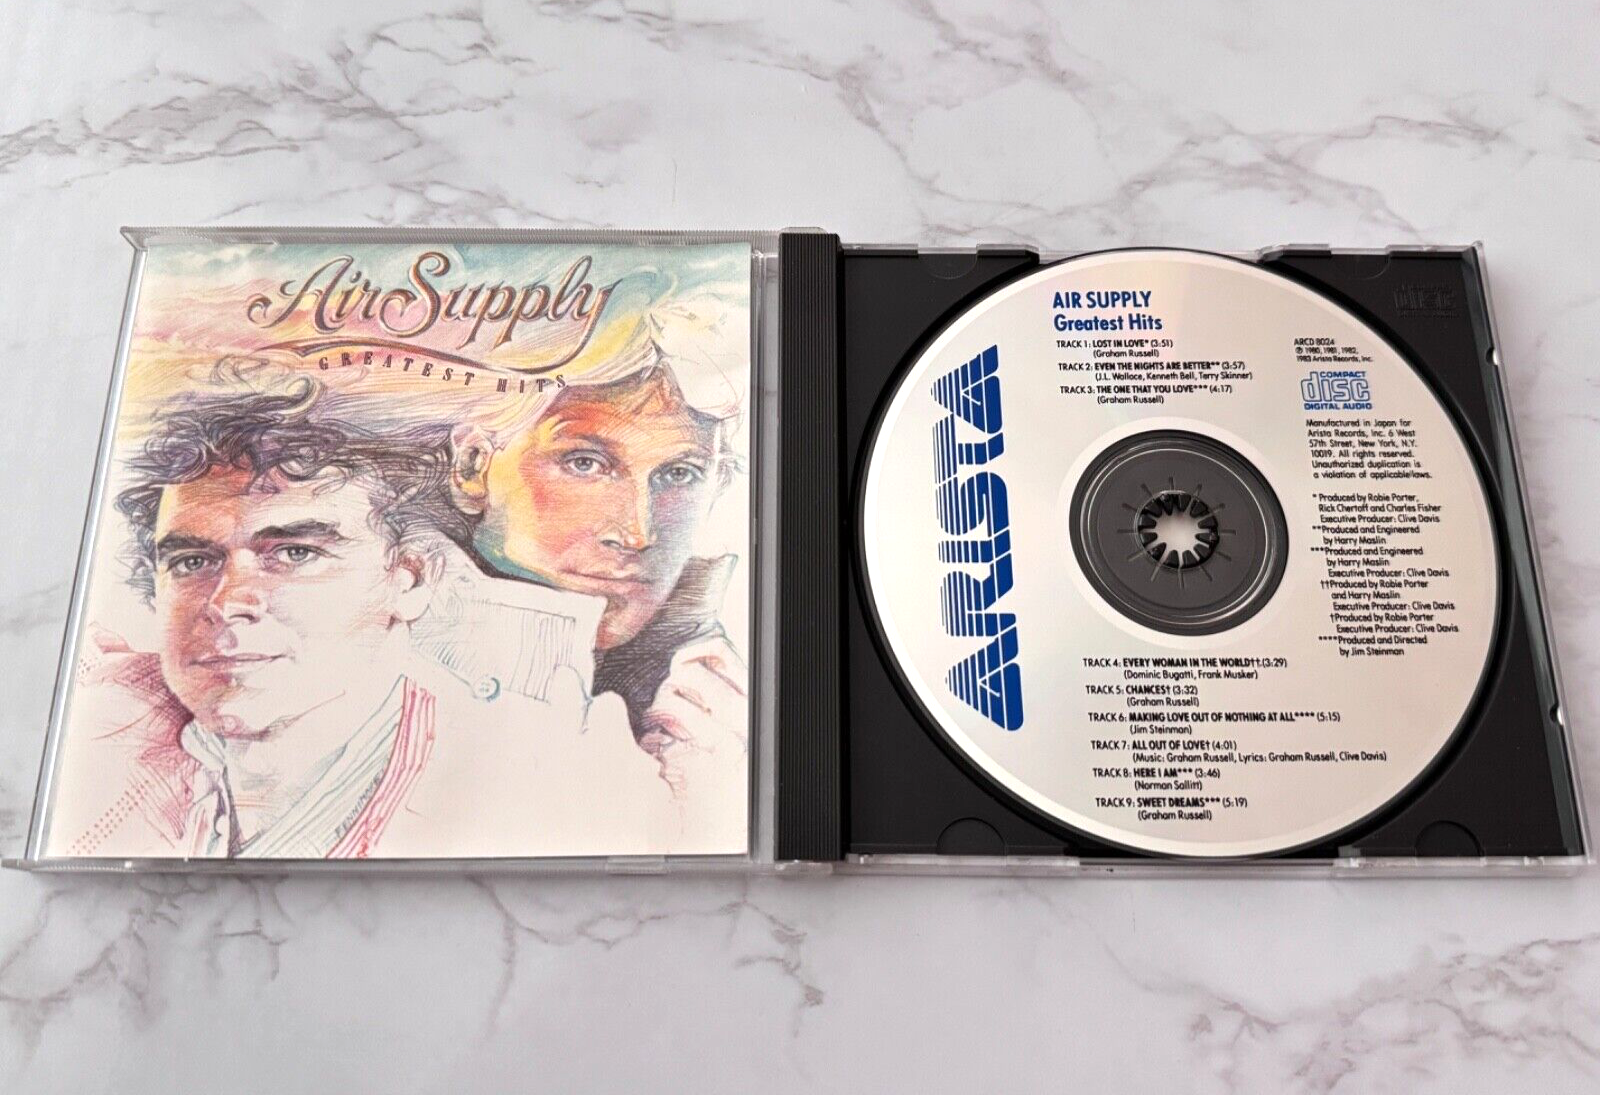 Air Supply
GREATEST HITS
AIR SUPPLY
Greatest Hits
TRACK 1: LOST IN LOVE* (3:51)
(Graham Russell)
TRACK 2: EVEN THE NIGHTS ARE BETTER** (3:57)
(J.L. Wallace, Kenneth Bell, Terry Skinner)
TRACK 3: THE ONE THAT YOU LOVE*** (4:17)
(Graham Russell)
ARCD 8024
℗ 1980, 1981, 1982,
1983 Arista Records, Inc.
COMPACT
disc
DIGITAL AUDIO
Manufactured in Japan for
Arista Records, Inc. 6 West
57th Street, New York, N.Y.
10019. All rights reserved.
Unauthorized duplication is
a violation of applicable laws.
* Produced by Robie Porter,
Rick Chertoff and Charles Fisher
Executive Producer: Clive Davis
**Produced and Engineered
by Harry Maslin
***Produced and Engineered
by Harry Maslin
Executive Producer: Clive Davis
††Produced by Robie Porter
and Harry Maslin
Executive Producer: Clive Davis
†Produced by Robie Porter
Executive Producer: Clive Davis
****Produced and Directed
by Jim Steinman
ARISTA
TRACK 4: EVERY WOMAN IN THE WORLD††.(3:29)
(Dominic Bugatti, Frank Musker)
TRACK 5: CHANCES† (3:32)
(Graham Russell)
TRACK 6: MAKING LOVE OUT OF NOTHING AT ALL**** (5:15)
(Jim Steinman)
TRACK 7: ALL OUT OF LOVE† (4:01)
(Music: Graham Russell, Lyrics: Graham Russell, Clive Davis)
TRACK 8: HERE I AM*** (3:46)
(Norman Sallitt)
TRACK 9: SWEET DREAMS*** (5:19)
(Graham Russell)